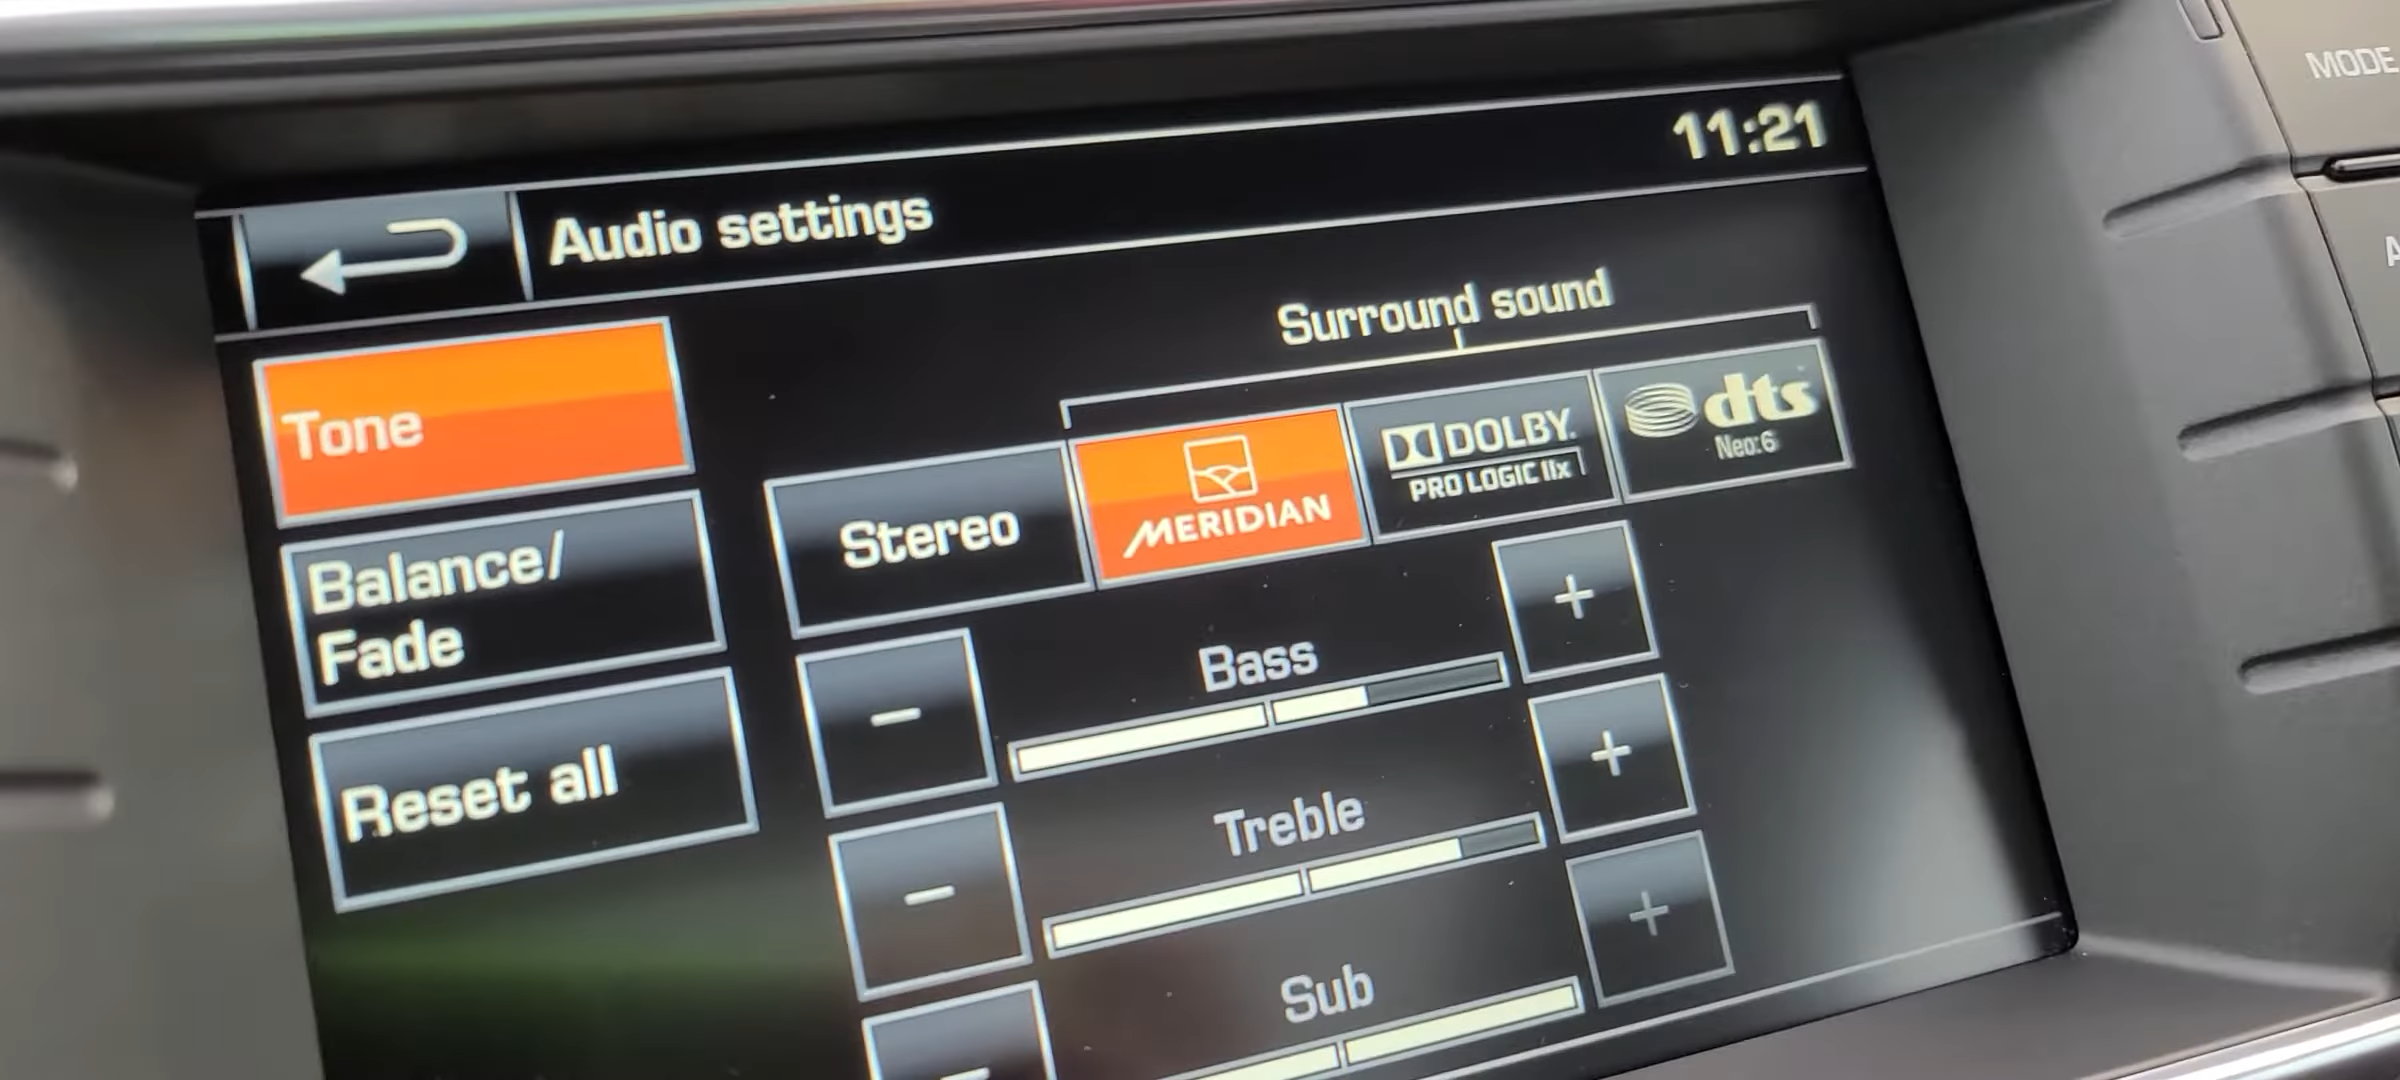 MODE
11:21
Audio settings
Surround sound
Tone
Stereo
MERIDIAN
DOLBY
PRO LOGIC IIx
dts
Neo:6
Balance/
Fade
Bass
Reset all
Treble
Sub